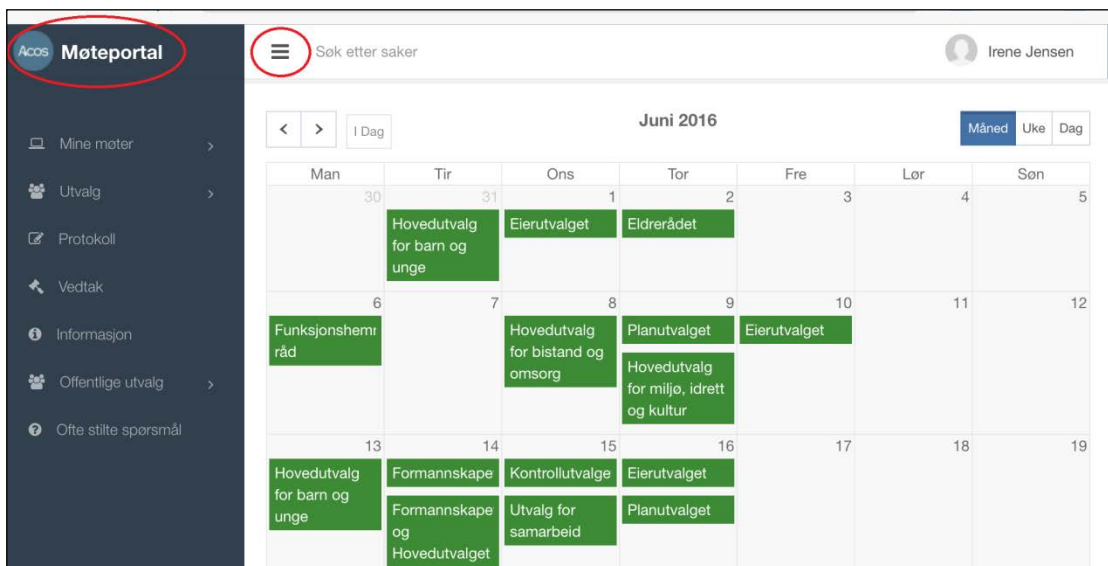 Acos Møteportal
Søk etter saker
Irene Jensen
Mine møter
Utvalg
Protokoll
Vedtak
Informasjon
Offentlige utvalg
Ofte stilte spørsmål
I Dag
Juni 2016
Måned Uke Dag
Man Tir Ons Tor Fre Lør Søn
30 31 1 2 3 4 5
Hovedutvalg
for barn og
unge
Eierutvalget
Eldrerådet
6 7 8 9 10 11 12
Funksjonshemr
råd
Hovedutvalg
for bistand og
omsorg
Planutvalget
Hovedutvalg
for miljø, idrett
og kultur
Eierutvalget
13 14 15 16 17 18 19
Hovedutvalg
for barn og
unge
Formannskape
Formannskape
og
Hovedutvalget
Kontrollutvalge
Utvalg for
samarbeid
Eierutvalget
Planutvalget